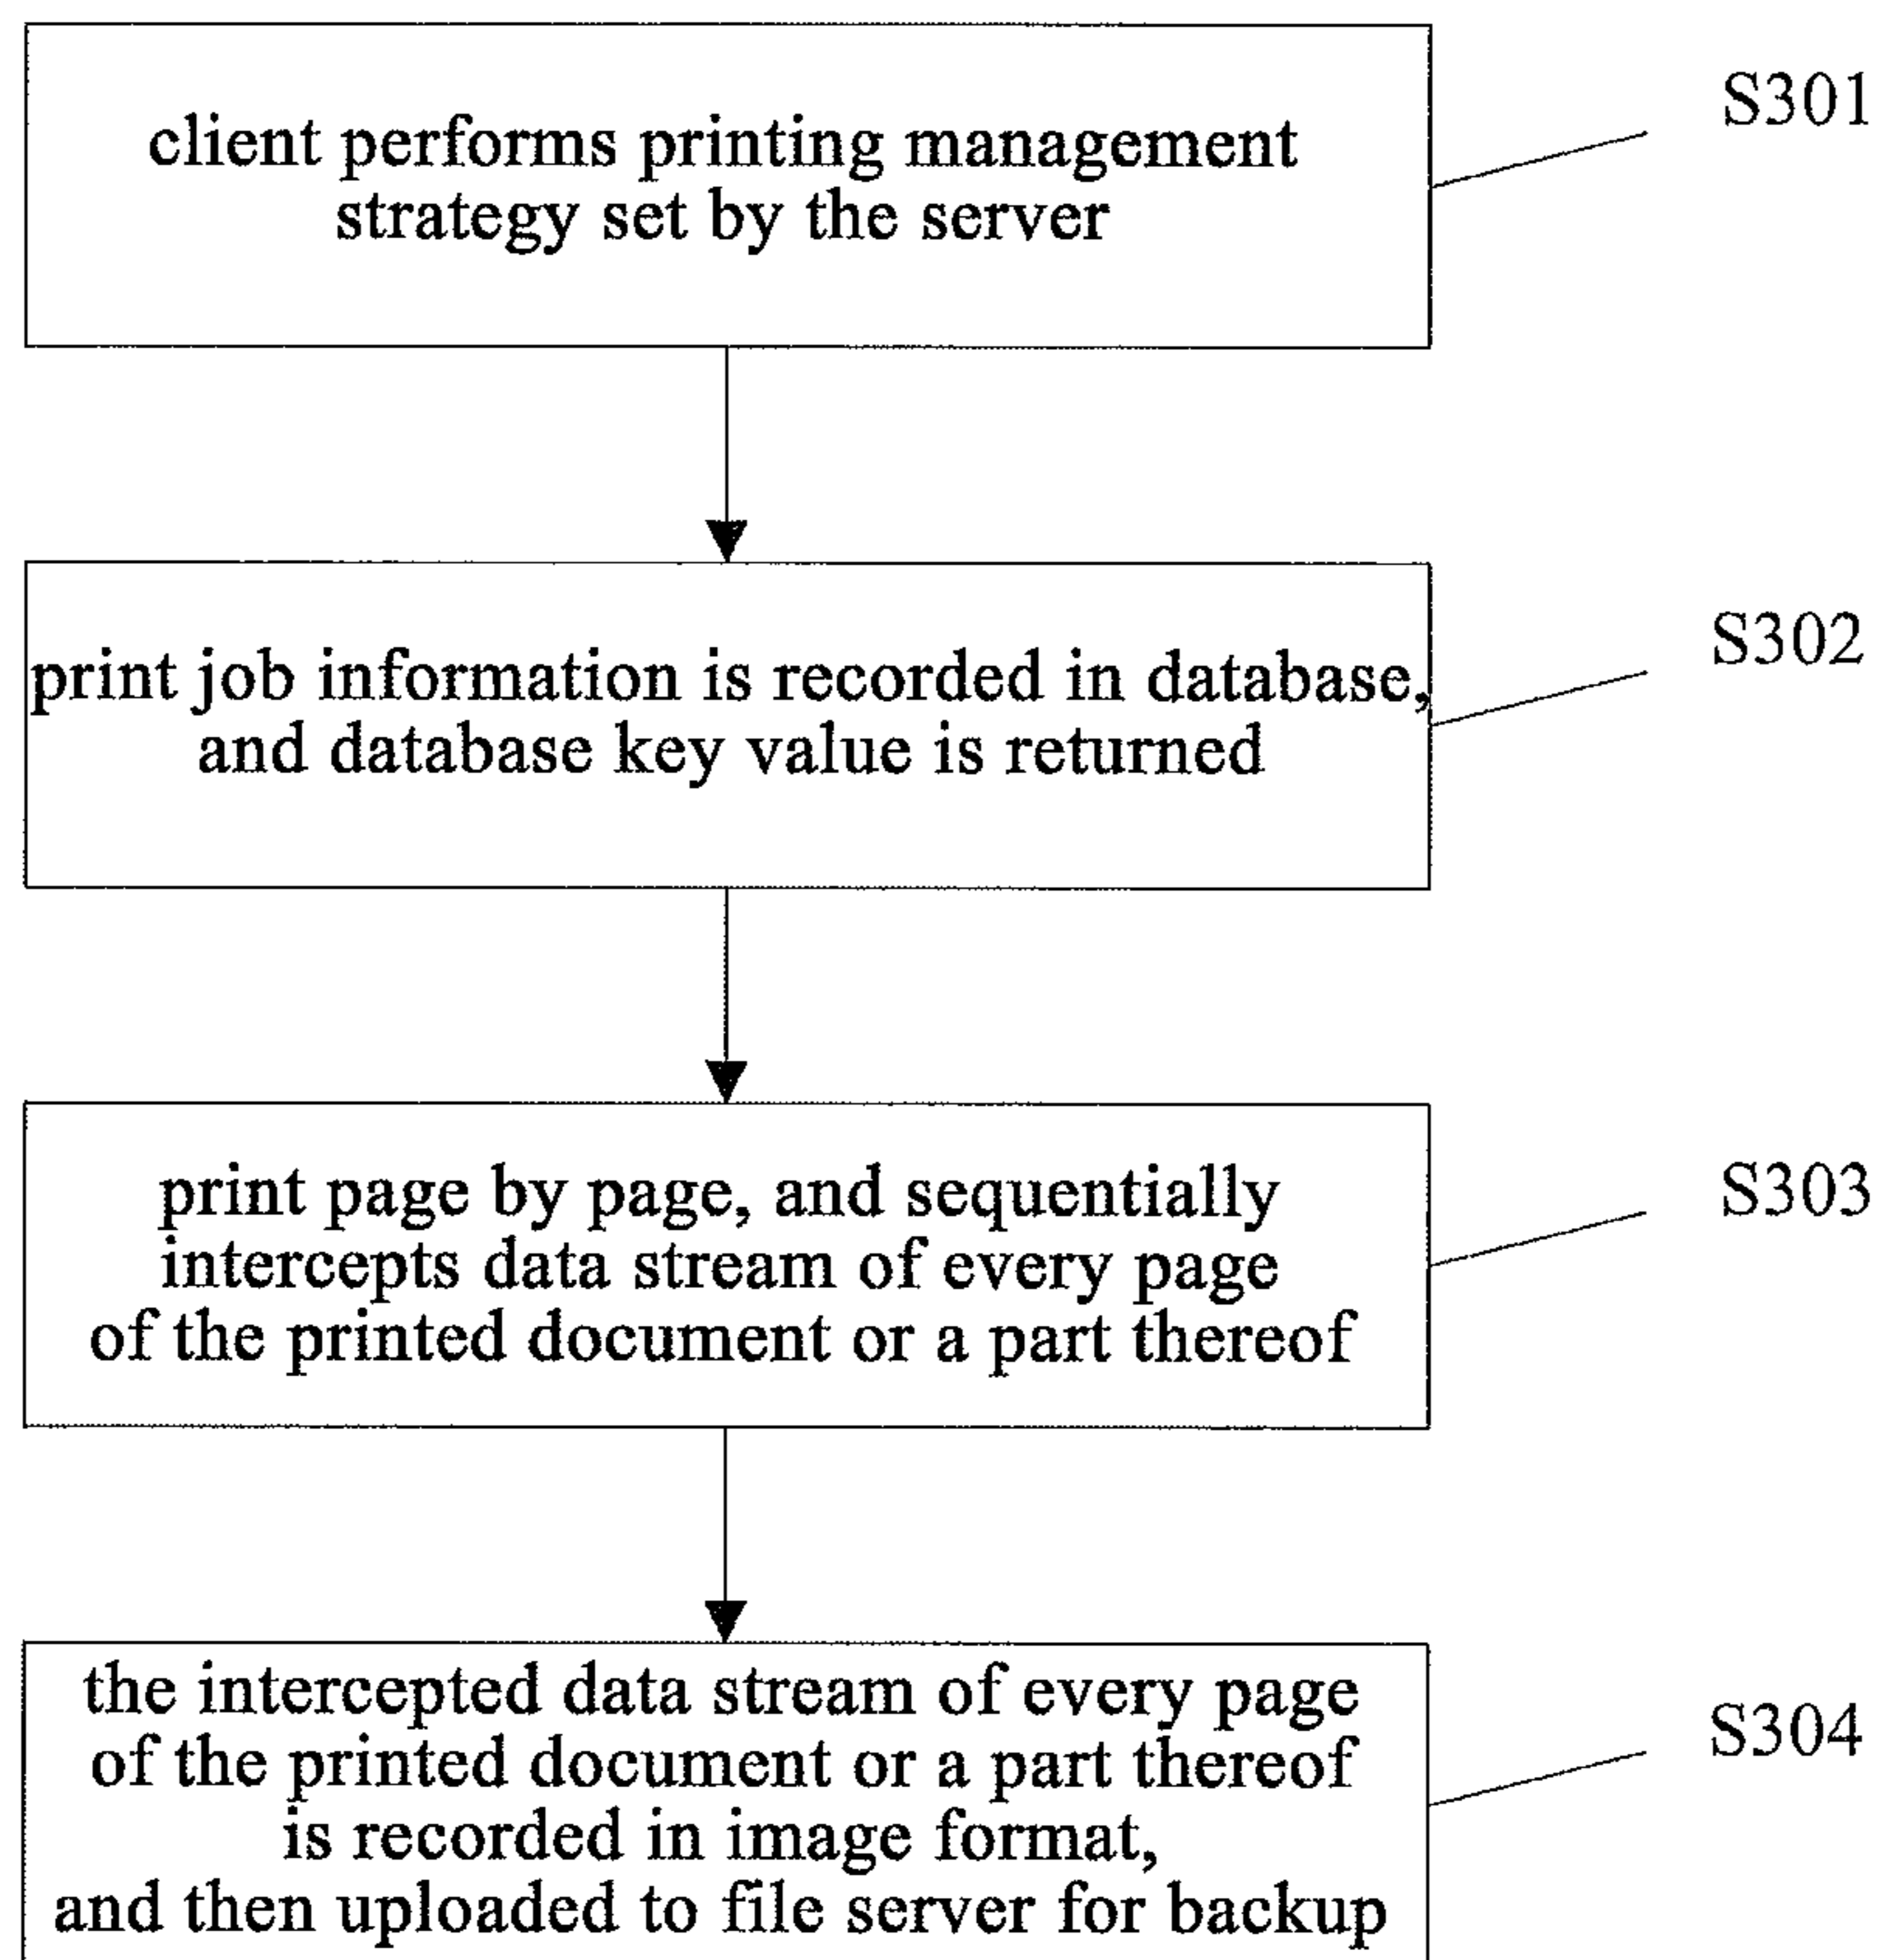 client performs printing management
strategy set by the server
S301
print job information is recorded in database,
and database key value is returned
S302
print page by page, and sequentially
intercepts data stream of every page
of the printed document or a part thereof
S303
the intercepted data stream of every page
of the printed document or a part thereof
is recorded in image format,
and then uploaded to file server for backup
S304